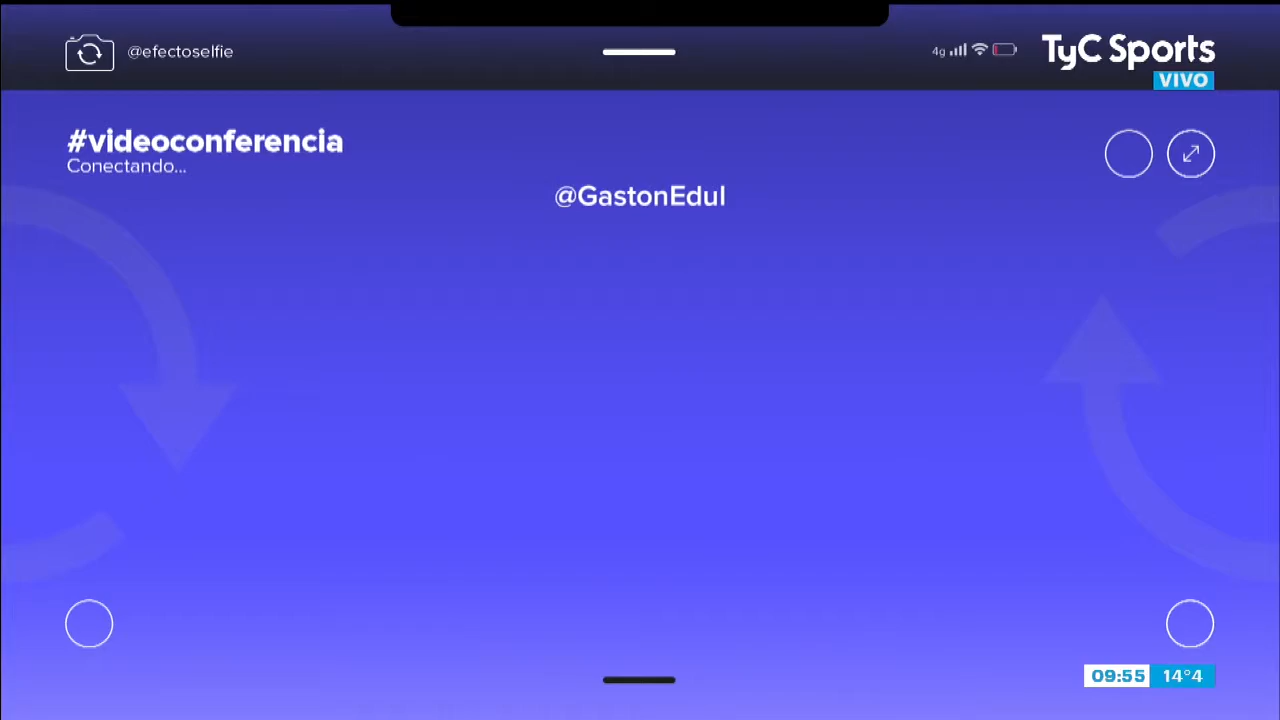 @efectoselfie
4g
TyC Sports
VIVO
#videoconferencia
Conectando...
@GastonEdul
09:55 14°4